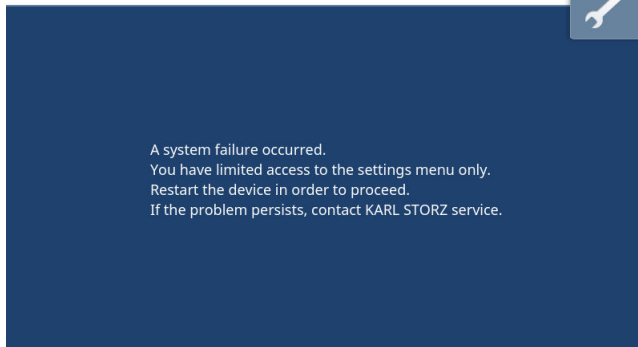 A system failure occurred.
You have limited access to the settings menu only.
Restart the device in order to proceed.
If the problem persists, contact KARL STORZ service.